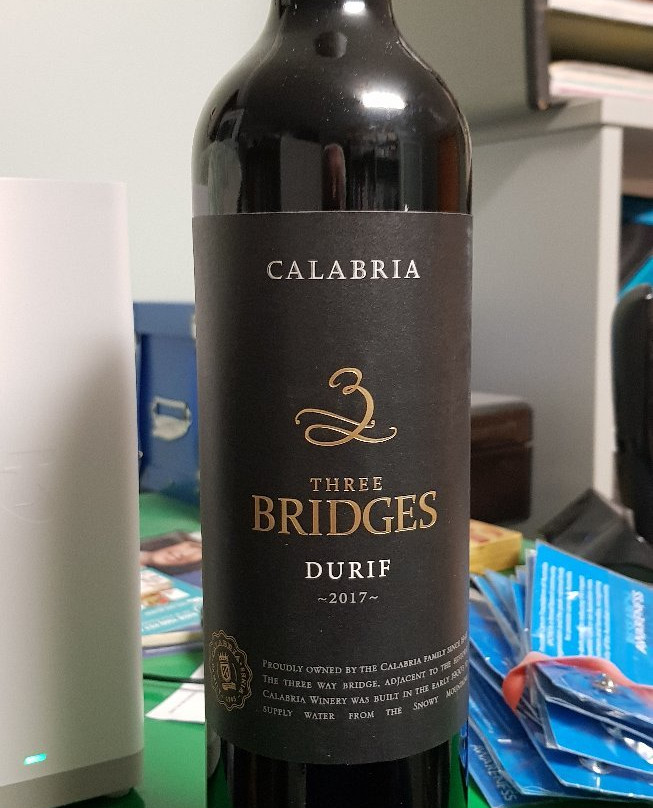 CALABRIA
3
THREE
BRIDGES
DURIF
~2017~
PROUDLY OWNED BY THE CALABRIA FAMILY SINCE
THE THREE WAY BRIDGE, ADJACENT TO THE
CALABRIA WINERY WAS BUILT IN THE EARLY
SUPPLY WATER FROM THE SNOWY
AWARENESS